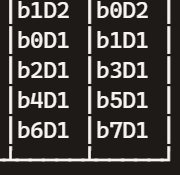 |b1D2 |b0D2 |
|b0D1 |b1D1 |
|b2D1 |b3D1 |
|b4D1 |b5D1 |
|b6D1 |b7D1 |